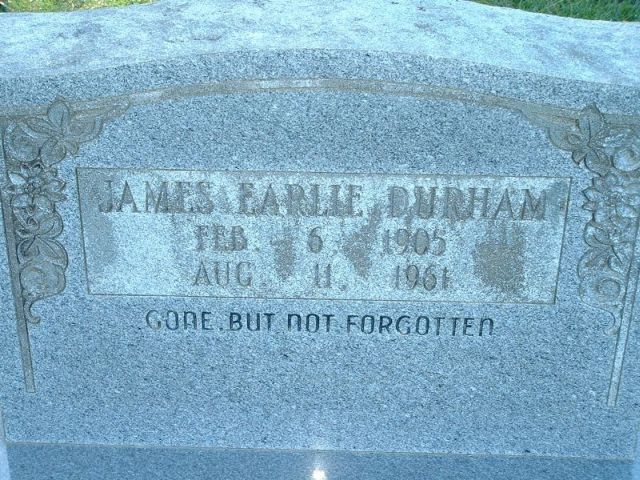 JAMES EARLIE DURHAM
FEB. 6, 1905
AUG. 11, 1961
GONE. BUT NOT FORGOTTEN